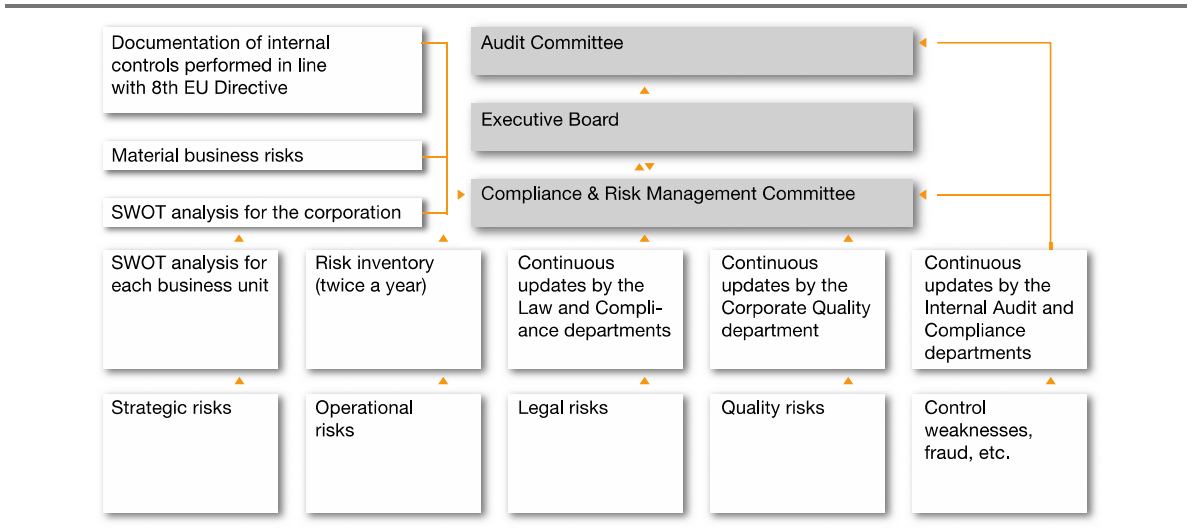 Documentation of internal
controls performed in line
with 8th EU Directive
Material business risks
SWOT analysis for the corporation
Audit Committee
Executive Board
Compliance & Risk Management Committee
SWOT analysis for
each business unit
Risk inventory
(twice a year)
Continuous
updates by the
Law and Compli-
ance departments
Continuous
updates by the
Corporate Quality
department
Continuous
updates by the
Internal Audit and
Compliance
departments
Strategic risks
Operational
risks
Legal risks
Quality risks
Control
weaknesses,
fraud, etc.